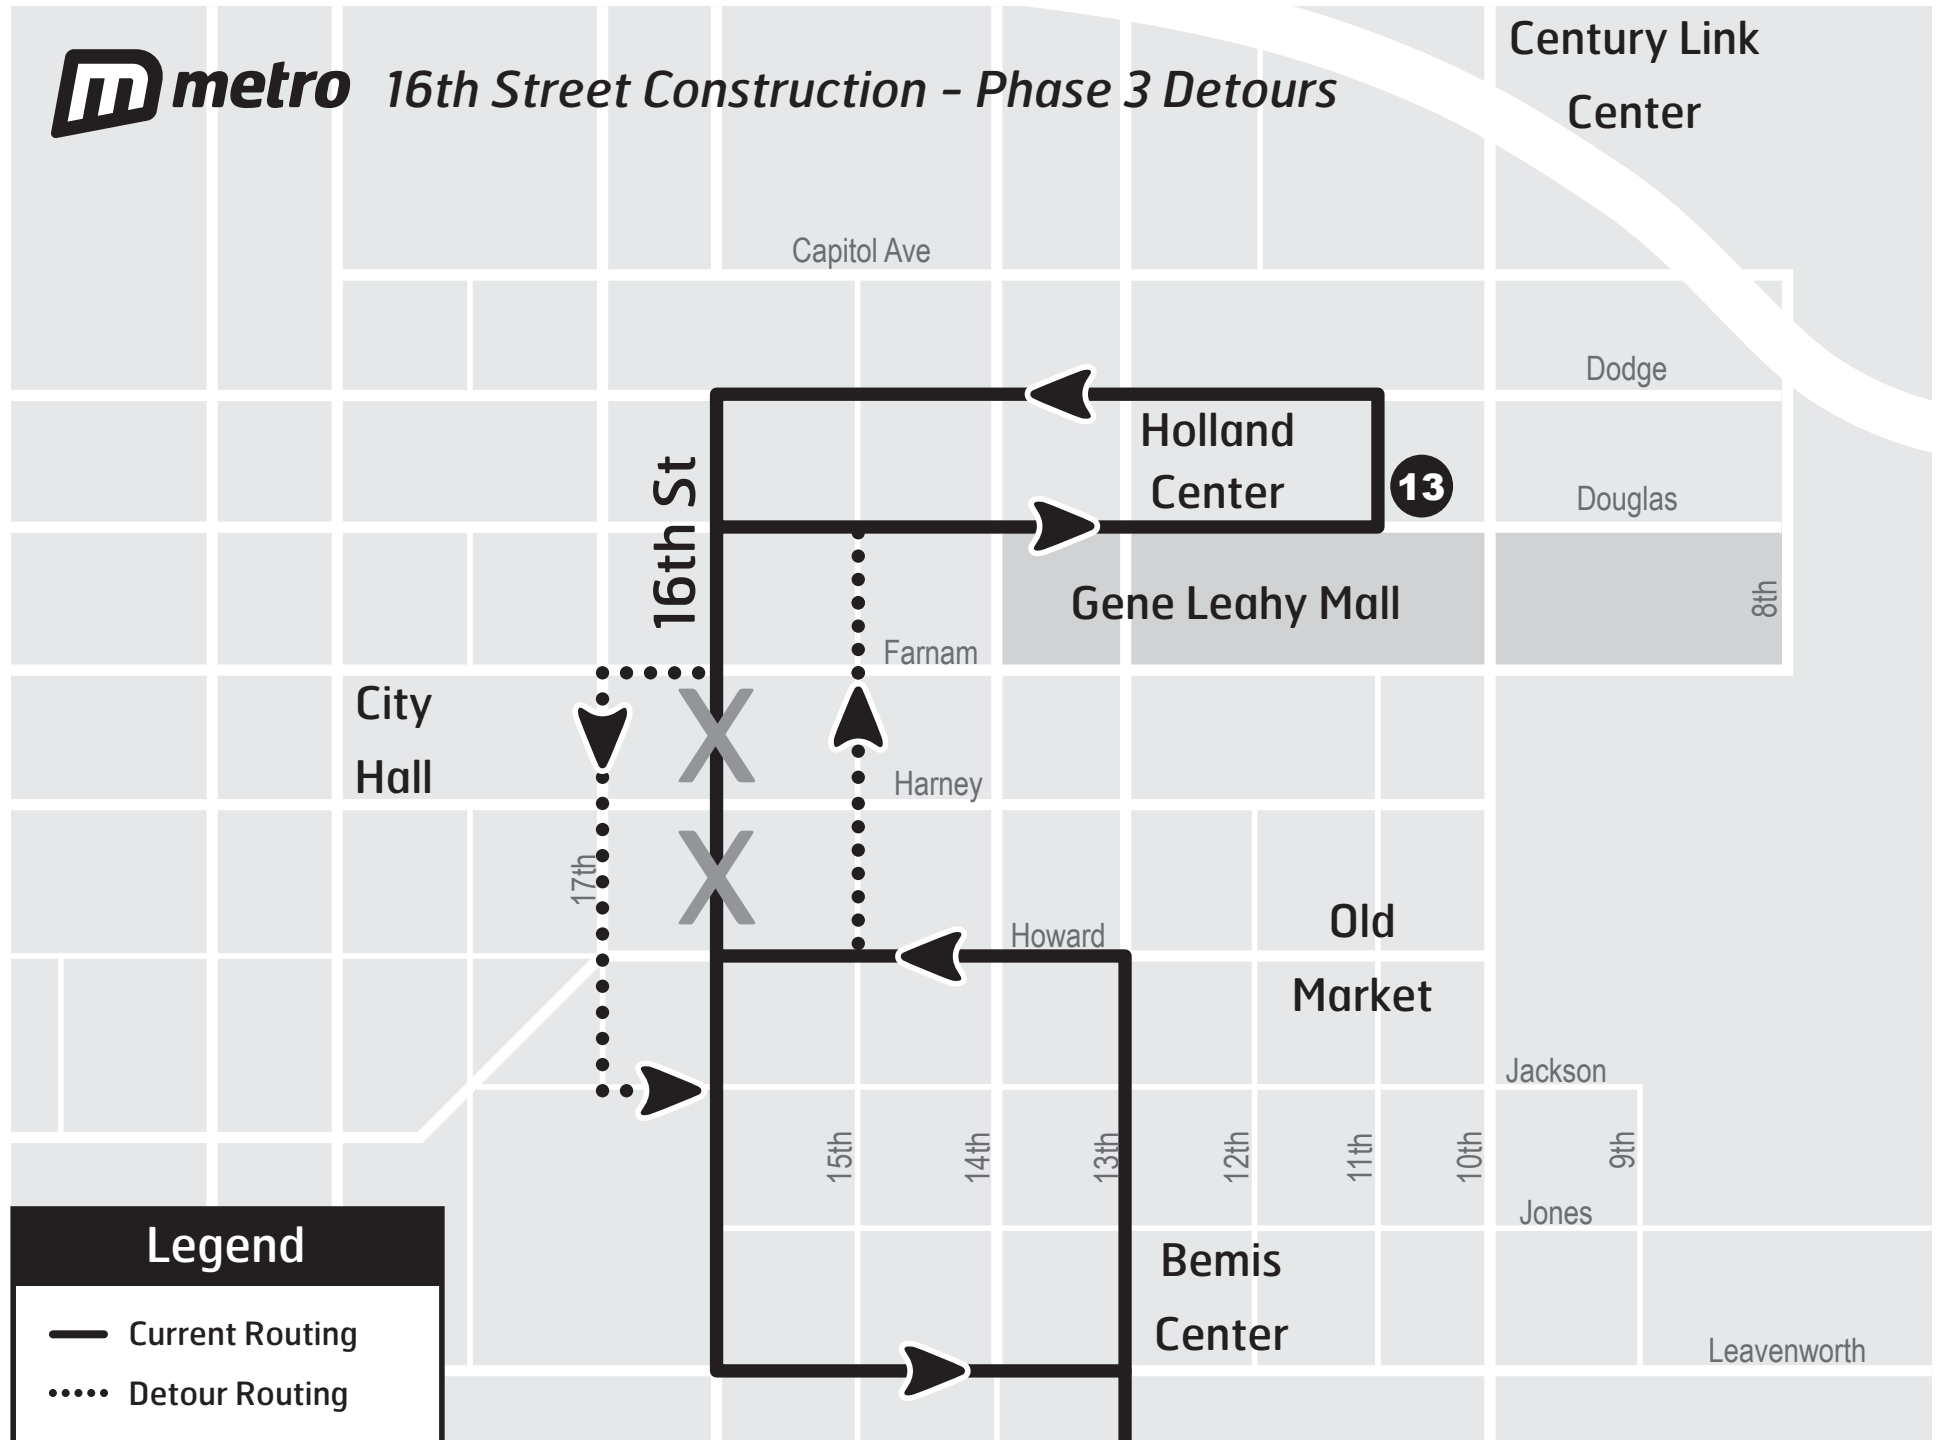 metro 16th Street Construction – Phase 3 Detours
Century Link
Center
Capitol Ave
Dodge
Holland
Center
13
Douglas
16th St
Gene Leahy Mall
8th
Farnam
City
Hall
X
Harney
X
17th
Howard
Old
Market
Jackson
15th
14th
13th
12th
11th
10th
9th
Jones
Bemis
Center
Leavenworth
Legend
Current Routing
Detour Routing